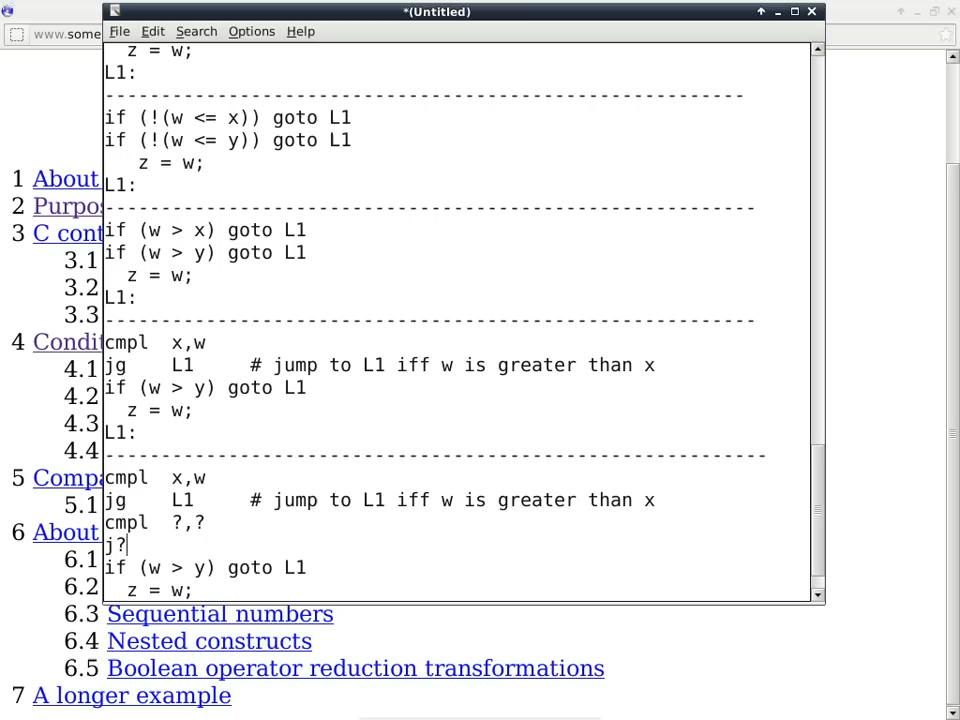 *(Untitled)
File Edit Search Options Help
www.some
z = w;
L1:
---------------------------------------------------------
if (!(w <= x)) goto L1
if (!(w <= y)) goto L1
z = w;
L1:
----------------------------------------------------------
if (w > x) goto L1
if (w > y) goto L1
z = w;
L1:
----------------------------------------------------------
cmpl x,w
jg L1 # jump to L1 iff w is greater than x
if (w > y) goto L1
z = w;
L1:
-----------------------------------------------------------
cmpl x,w
jg L1 # jump to L1 iff w is greater than x
cmpl ?,?
j?
if (w > y) goto L1
z = w;
1 About
2 Purpos
3 C cont
3.1
3.2
3.3
4 Condit
4.1
4.2
4.3
4.4
5 Compa
5.1
6 About
6.1
6.2
6.3 Sequential numbers
6.4 Nested constructs
6.5 Boolean operator reduction transformations
7 A longer example